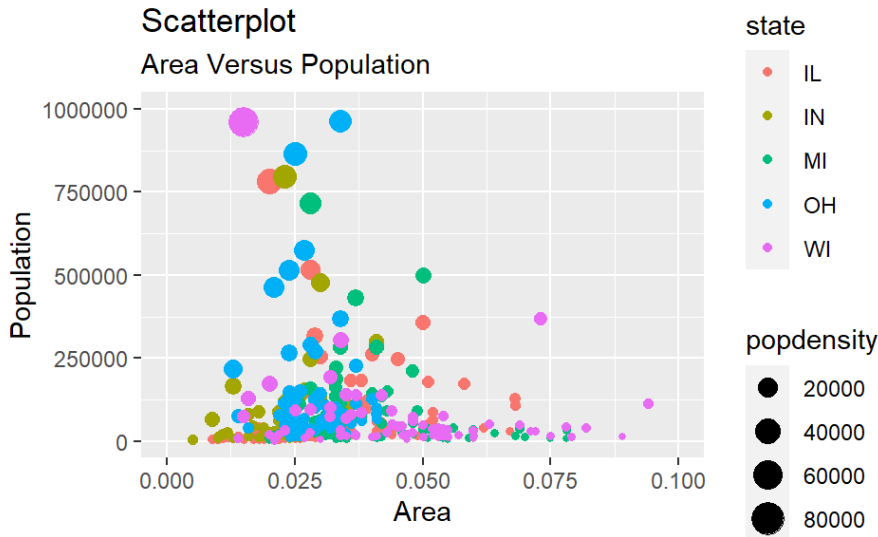 Scatterplot
Area Versus Population
Population
1000000
750000
500000
250000
0
0.000 0.025 0.050 0.075 0.100
Area
state
IL
IN
MI
OH
WI
popdensity
20000
40000
60000
80000